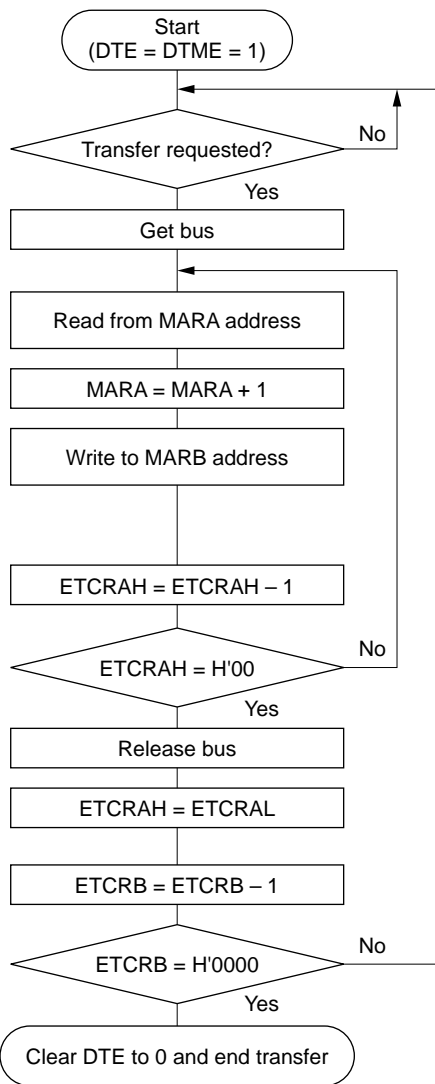 Start
(DTE = DTME = 1)
Transfer requested?
No
Yes
Get bus
Read from MARA address
MARA = MARA + 1
Write to MARB address
ETCRAH = ETCRAH – 1
ETCRAH = H'00
No
Yes
Release bus
ETCRAH = ETCRAL
ETCRB = ETCRB – 1
ETCRB = H'0000
No
Yes
Clear DTE to 0 and end transfer